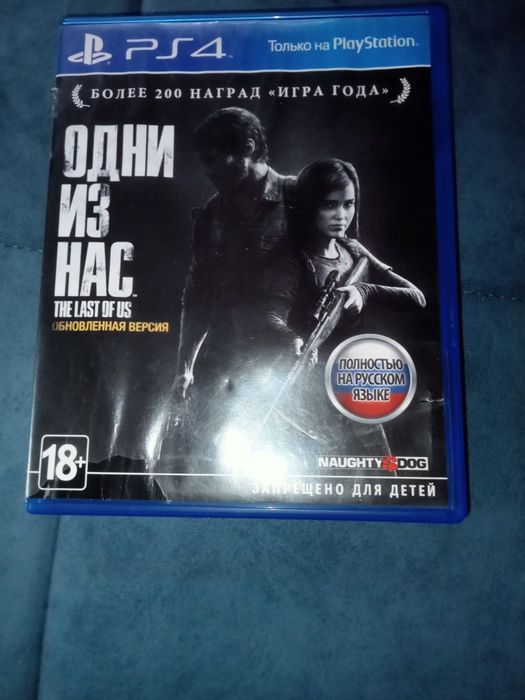 PS4
Только на PlayStation
БОЛЕЕ 200 НАГРАД «ИГРА ГОДА»
ОДНИ
ИЗ
НАС
THE LAST OF US
ОБНОВЛЕННАЯ ВЕРСИЯ
ПОЛНОСТЬЮ
НА РУССКОМ
ЯЗЫКЕ
18+
NAUGHTY DOG
ЗАПРЕЩЕНО ДЛЯ ДЕТЕЙ